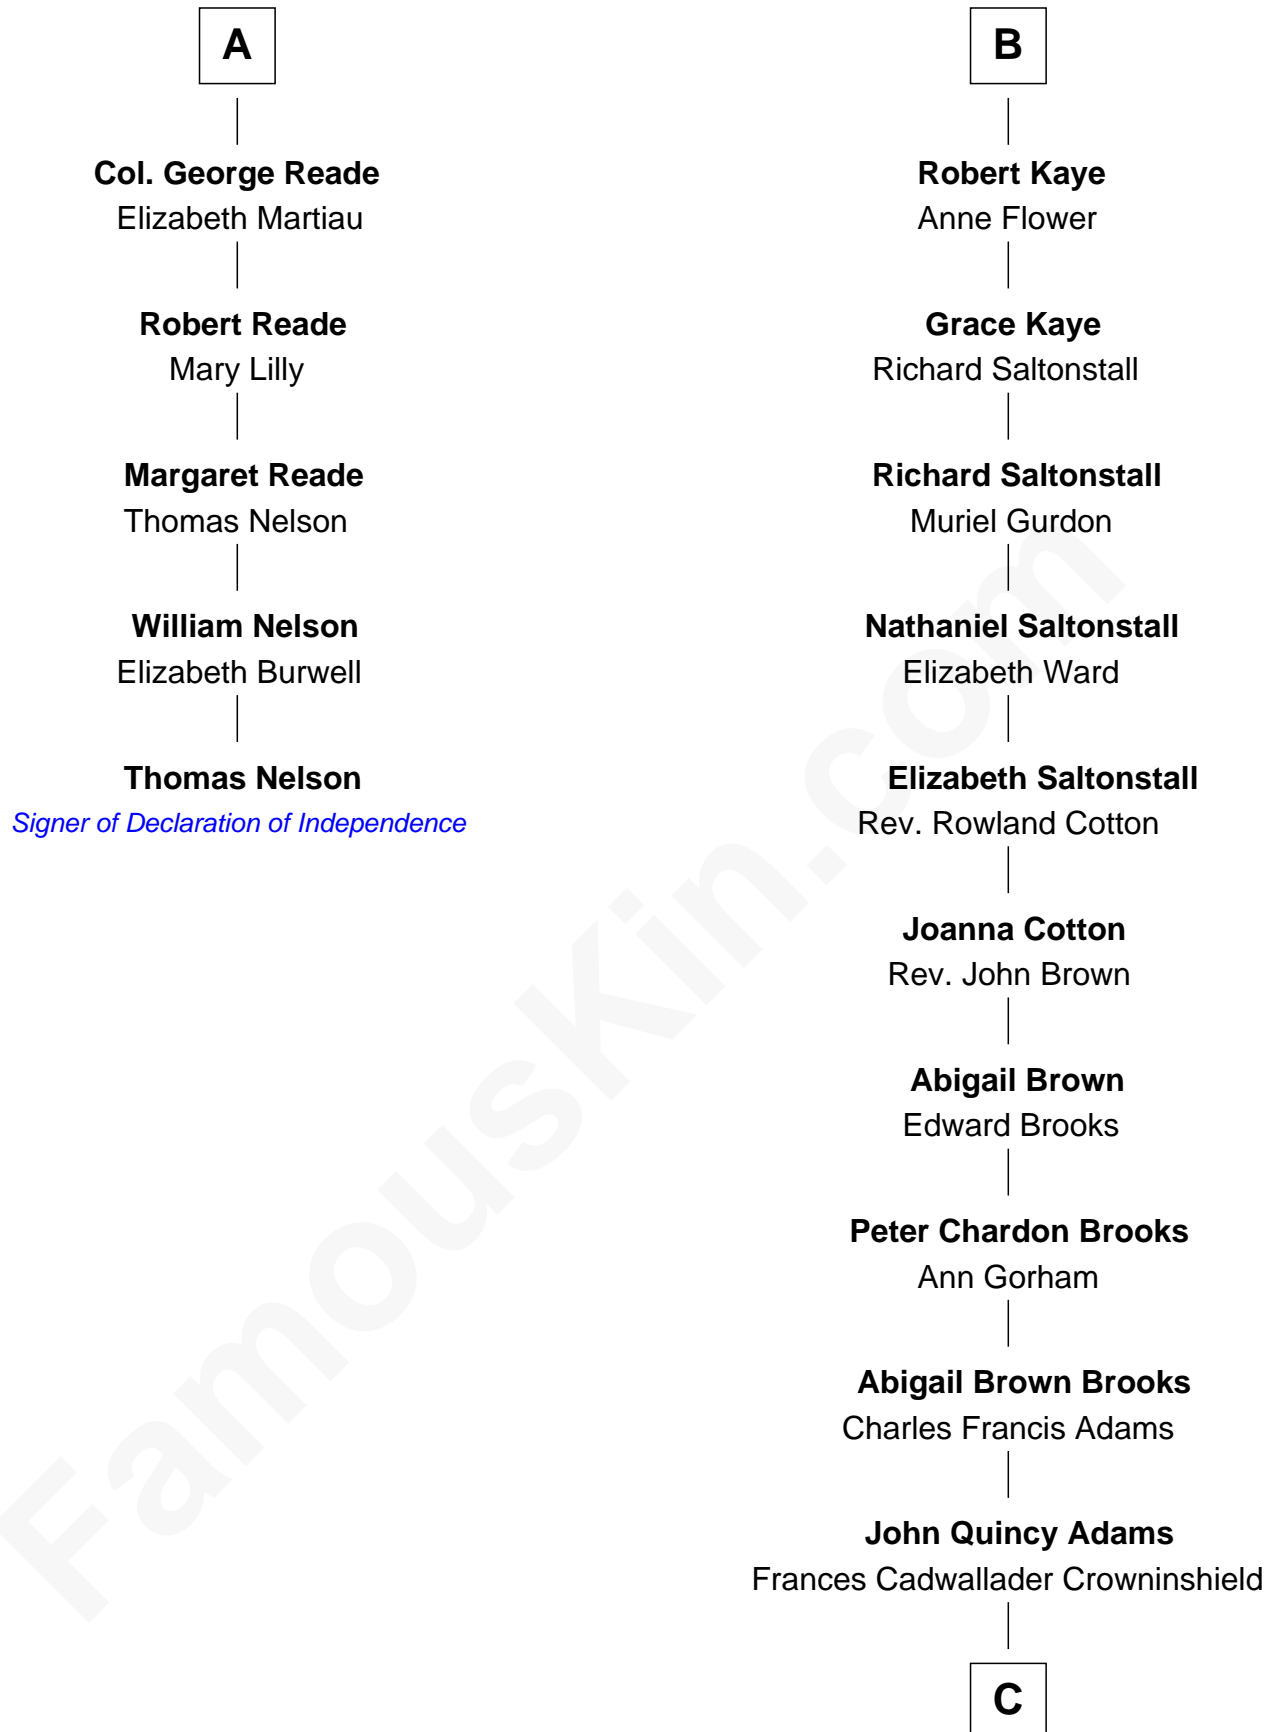 A
Col. George Reade
Elizabeth Martiau
Robert Reade
Mary Lilly
Margaret Reade
Thomas Nelson
William Nelson
Elizabeth Burwell
Thomas Nelson
Signer of Declaration of Independence
B
Robert Kaye
Anne Flower
Grace Kaye
Richard Saltonstall
Richard Saltonstall
Muriel Gurdon
Nathaniel Saltonstall
Elizabeth Ward
Elizabeth Saltonstall
Rev. Rowland Cotton
Joanna Cotton
Rev. John Brown
Abigail Brown
Edward Brooks
Peter Chardon Brooks
Ann Gorham
Abigail Brown Brooks
Charles Francis Adams
John Quincy Adams
Frances Cadwallader Crowninshield
C
FamousKin.com